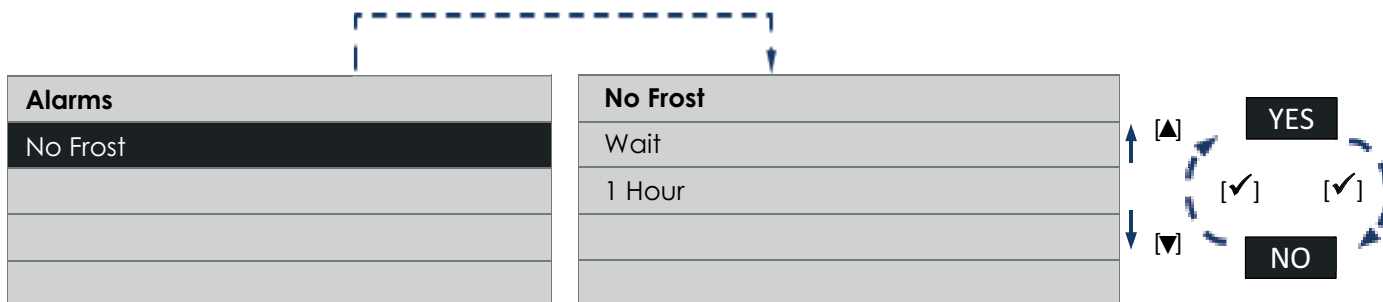 Alarms
No Frost
No Frost
Wait
1 Hour
[▲]
[▼]
YES
[✓] [✓]
NO